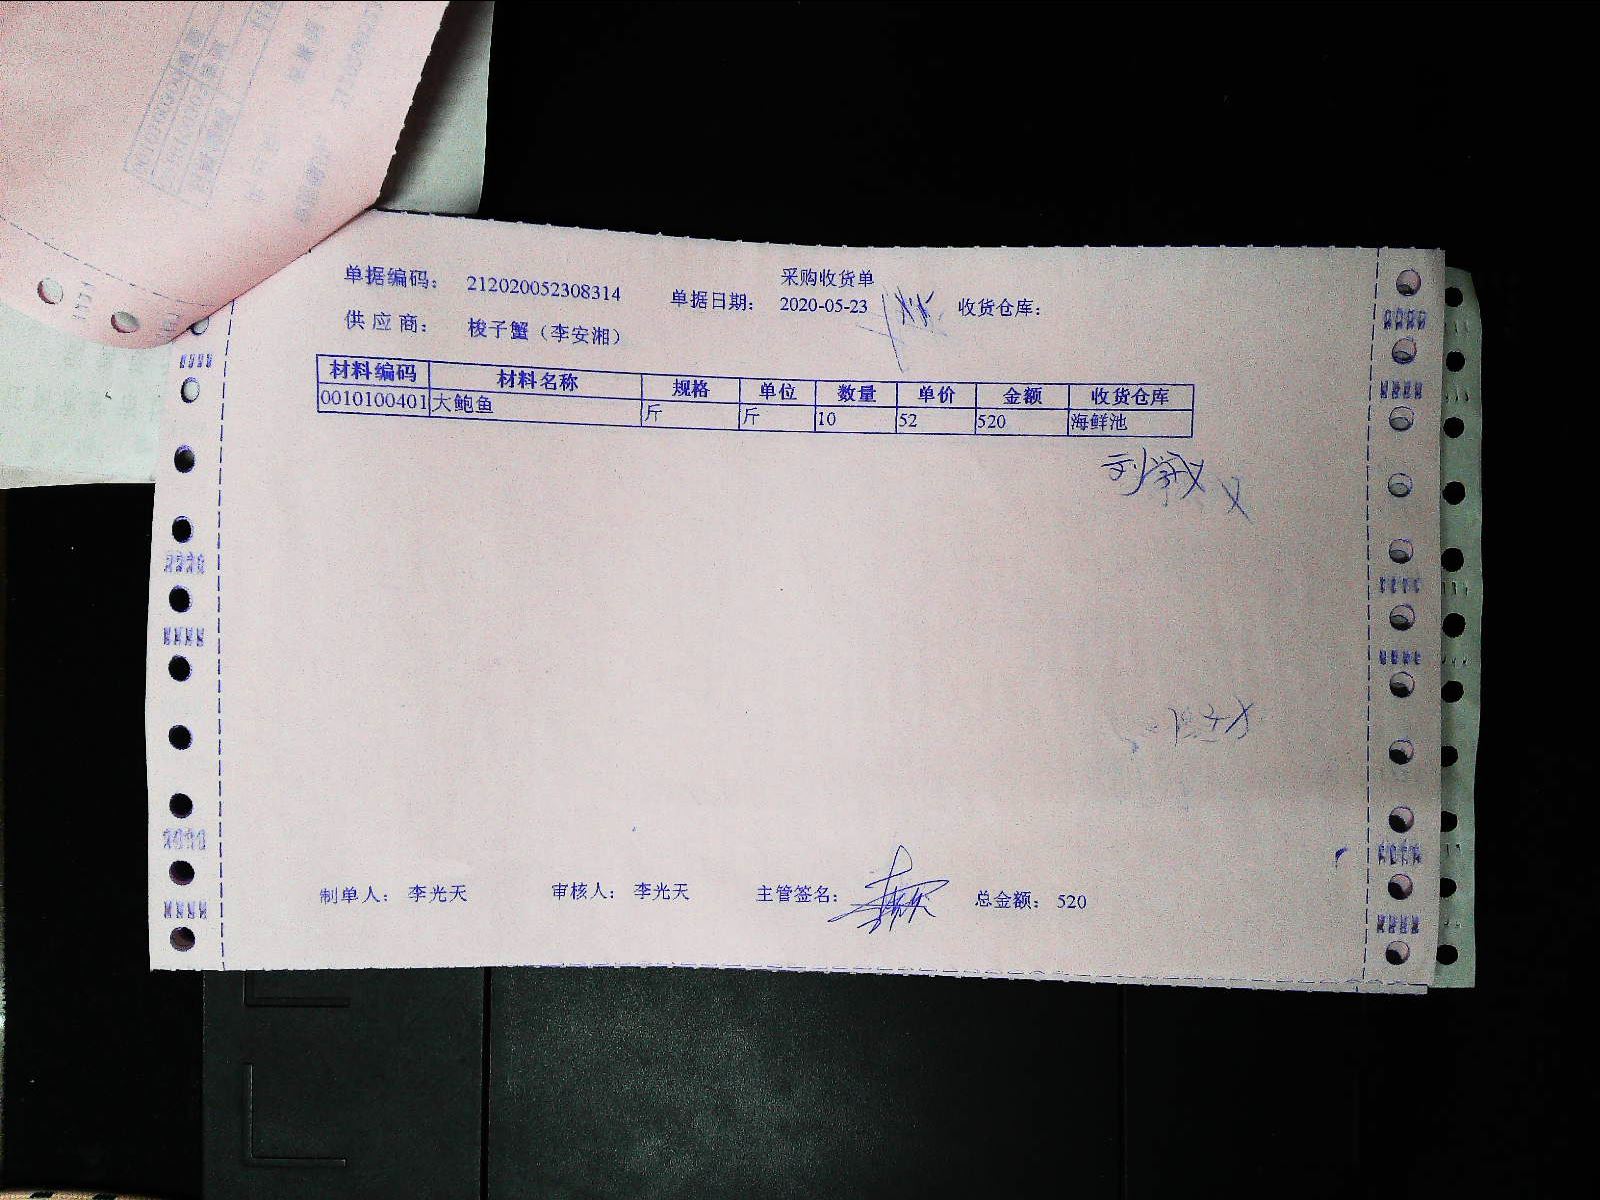 采购收货单
单据编码： 212020052308314 单据日期： 2020-05-23 收货仓库：
供 应 商： 梭子蟹（李安湘）
材料编码 材料名称 规格 单位 数量 单价 金额 收货仓库
0010100401 大鲍鱼 斤 斤 10 52 520 海鲜池
制单人： 李光天 审核人： 李光天 主管签名： 总金额： 520